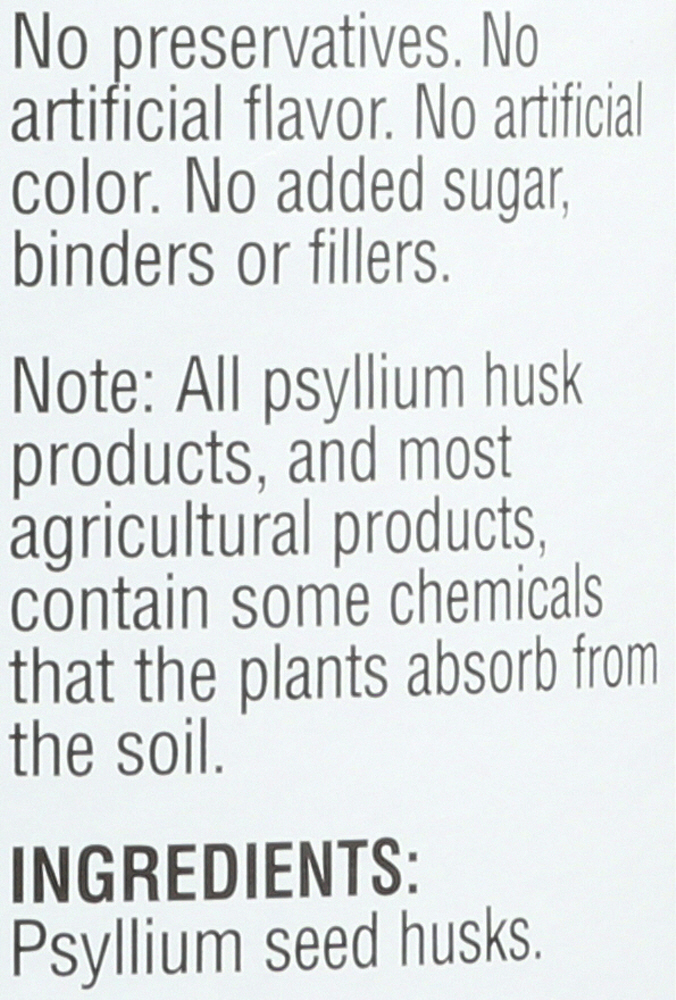 No preservatives. No
artificial flavor. No artificial
color. No added sugar,
binders or fillers.
Note: All psyllium husk
products, and most
agricultural products,
contain some chemicals
that the plants absorb from
the soil.
INGREDIENTS:
Psyllium seed husks.